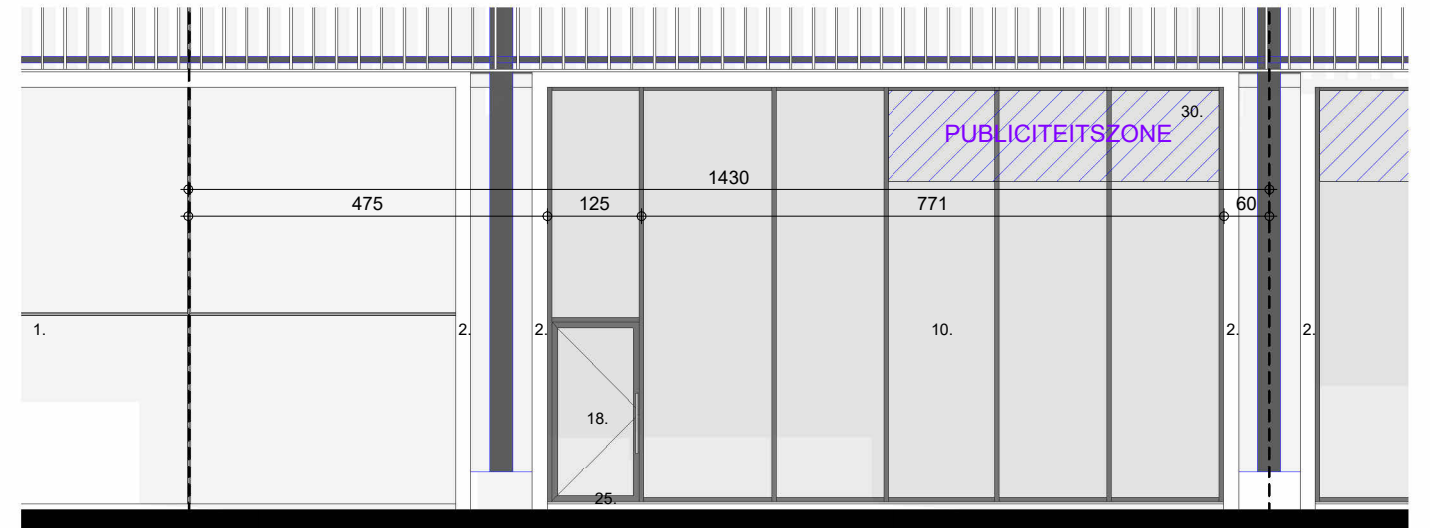 30.
PUBLICITEITSZONE
1430
475 125 771 60
1. 2. 2. 10. 2. 2.
18.
25.